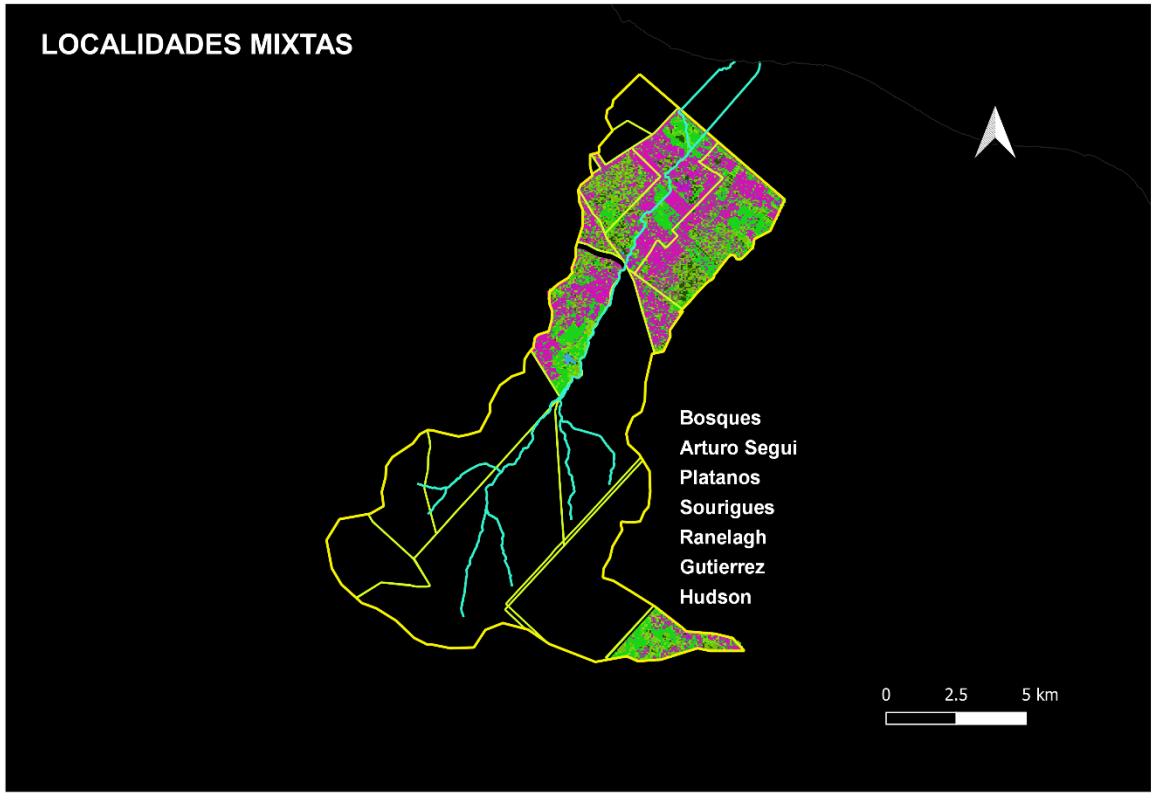 LOCALIDADES MIXTAS
Bosques
Arturo Segui
Platanos
Sourigues
Ranelagh
Gutierrez
Hudson
0 2.5 5 km